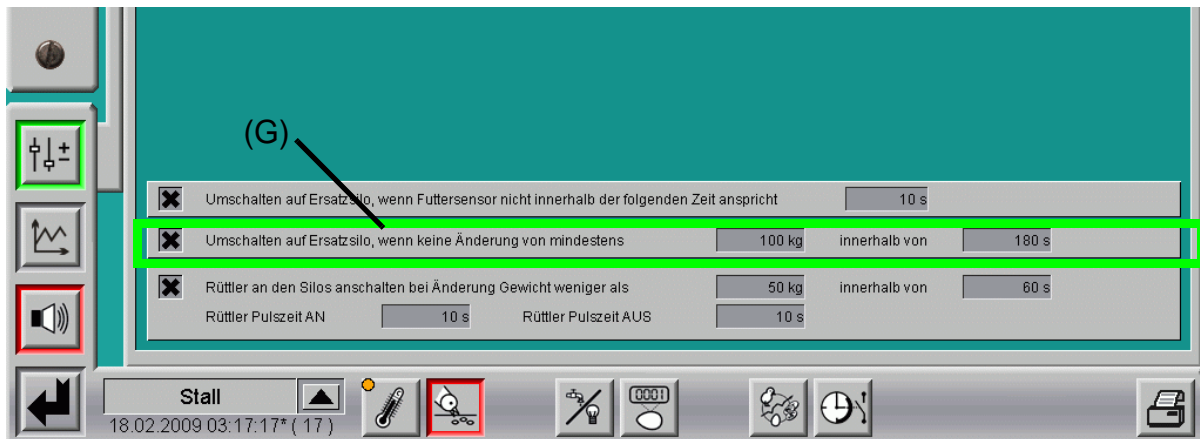 (G)
Umschalten auf Ersatzsilo, wenn Futtersensor nicht innerhalb der folgenden Zeit anspricht 10 s
Umschalten auf Ersatzsilo, wenn keine Änderung von mindestens 100 kg innerhalb von 180 s
Rüttler an den Silos anschalten bei Änderung Gewicht weniger als 50 kg innerhalb von 60 s
Rüttler Pulszeit AN 10 s Rüttler Pulszeit AUS 10 s
Stall
18.02.2009 03:17:17* ( 17 )
0001